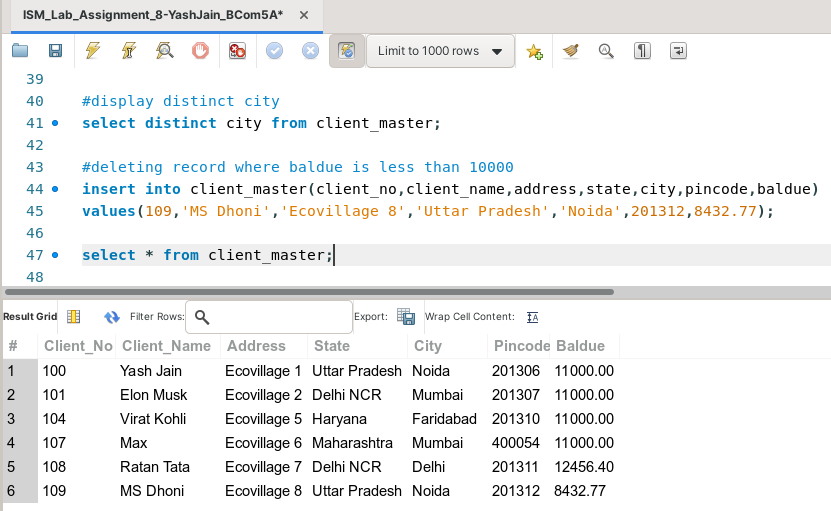 ISM_Lab_Assignment_8-YashJain_BCom5A* ×
Limit to 1000 rows
39
40 #display distinct city
41 select distinct city from client_master;
42
43 #deleting record where baldue is less than 10000
44 insert into client_master(client_no,client_name,address,state,city,pincode,baldue)
45 values(109,'MS Dhoni','Ecovillage 8','Uttar Pradesh','Noida',201312,8432.77);
46
47 select * from client_master;
48
Result Grid Filter Rows: Export: Wrap Cell Content:
# Client_No Client_Name Address State City Pincode Baldue
1 100 Yash Jain Ecovillage 1 Uttar Pradesh Noida 201306 11000.00
2 101 Elon Musk Ecovillage 2 Delhi NCR Mumbai 201307 11000.00
3 104 Virat Kohli Ecovillage 5 Haryana Faridabad 201310 11000.00
4 107 Max Ecovillage 6 Maharashtra Mumbai 400054 11000.00
5 108 Ratan Tata Ecovillage 7 Delhi NCR Delhi 201311 12456.40
6 109 MS Dhoni Ecovillage 8 Uttar Pradesh Noida 201312 8432.77